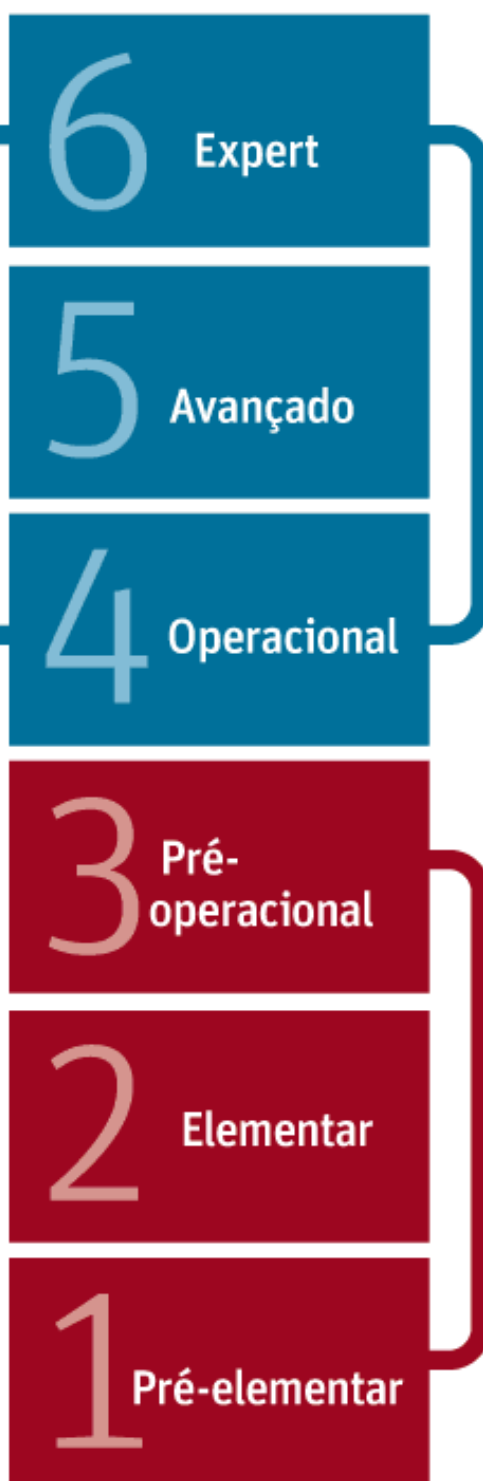 6 Expert
5 Avançado
4 Operacional
3 Pré-
operacional
2 Elementar
1 Pré-elementar